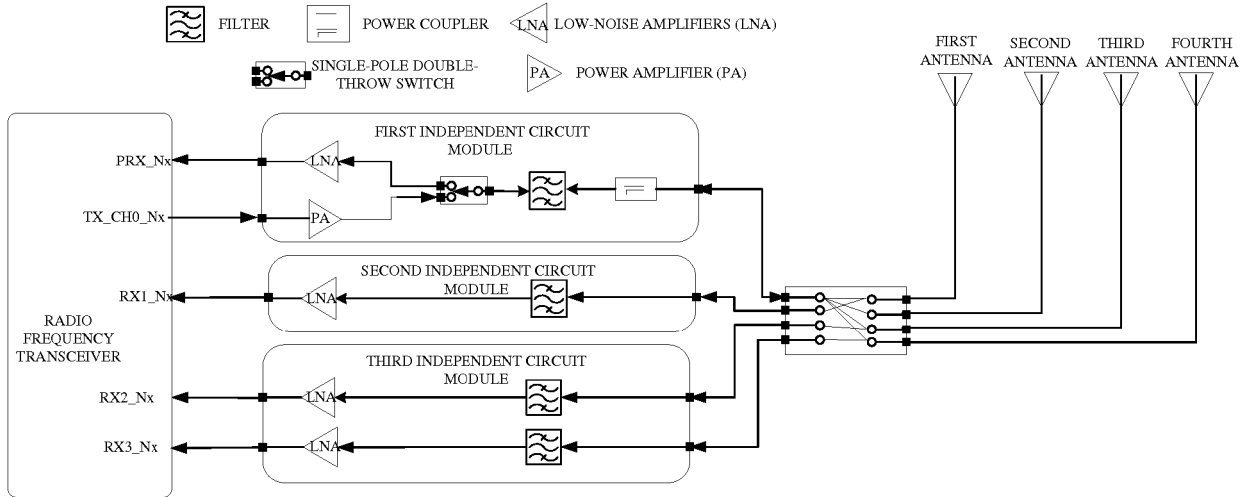 FILTER
POWER COUPLER
LNA
LOW-NOISE AMPLIFIERS (LNA)
SINGLE-POLE DOUBLE-
THROW SWITCH
PA
POWER AMPLIFIER (PA)
FIRST
ANTENNA
SECOND
ANTENNA
THIRD
ANTENNA
FOURTH
ANTENNA
FIRST INDEPENDENT CIRCUIT
MODULE
PRX_Nx
LNA
TX_CH0_Nx
PA
SECOND INDEPENDENT CIRCUIT
MODULE
RX1_Nx
LNA
RADIO
FREQUENCY
TRANSCEIVER
THIRD INDEPENDENT CIRCUIT
MODULE
RX2_Nx
LNA
RX3_Nx
LNA